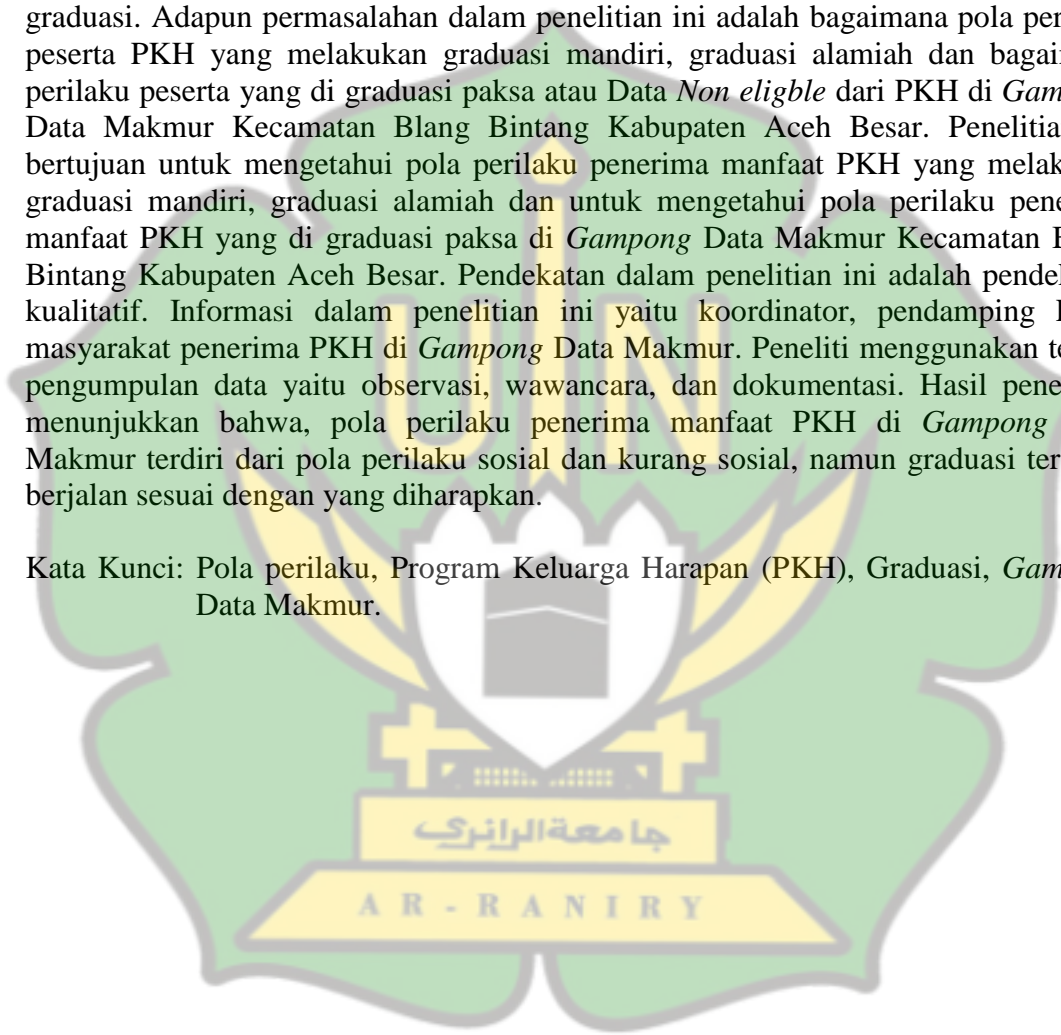 graduasi. Adapun permasalahan dalam penelitian ini adalah bagaimana pola per
peserta PKH yang melakukan graduasi mandiri, graduasi alamiah dan bagai
perilaku peserta yang di graduasi paksa atau Data Non eligble dari PKH di Gam
Data Makmur Kecamatan Blang Bintang Kabupaten Aceh Besar. Penelitia
bertujuan untuk mengetahui pola perilaku penerima manfaat PKH yang melak
graduasi mandiri, graduasi alamiah dan untuk mengetahui pola perilaku pene
manfaat PKH yang di graduasi paksa di Gampong Data Makmur Kecamatan
Bintang Kabupaten Aceh Besar. Pendekatan dalam penelitian ini adalah pende
kualitatif. Informasi dalam penelitian ini yaitu koordinator, pendamping
masyarakat penerima PKH di Gampong Data Makmur. Peneliti menggunakan te
pengumpulan data yaitu observasi, wawancara, dan dokumentasi. Hasil pene
menunjukkan bahwa, pola perilaku penerima manfaat PKH di Gampong
Makmur terdiri dari pola perilaku sosial dan kurang sosial, namun graduasi ter
berjalan sesuai dengan yang diharapkan.
Kata Kunci: Pola perilaku, Program Keluarga Harapan (PKH), Graduasi, Gam
Data Makmur.
UIN
جامعة الرانري
AR-RANIRY